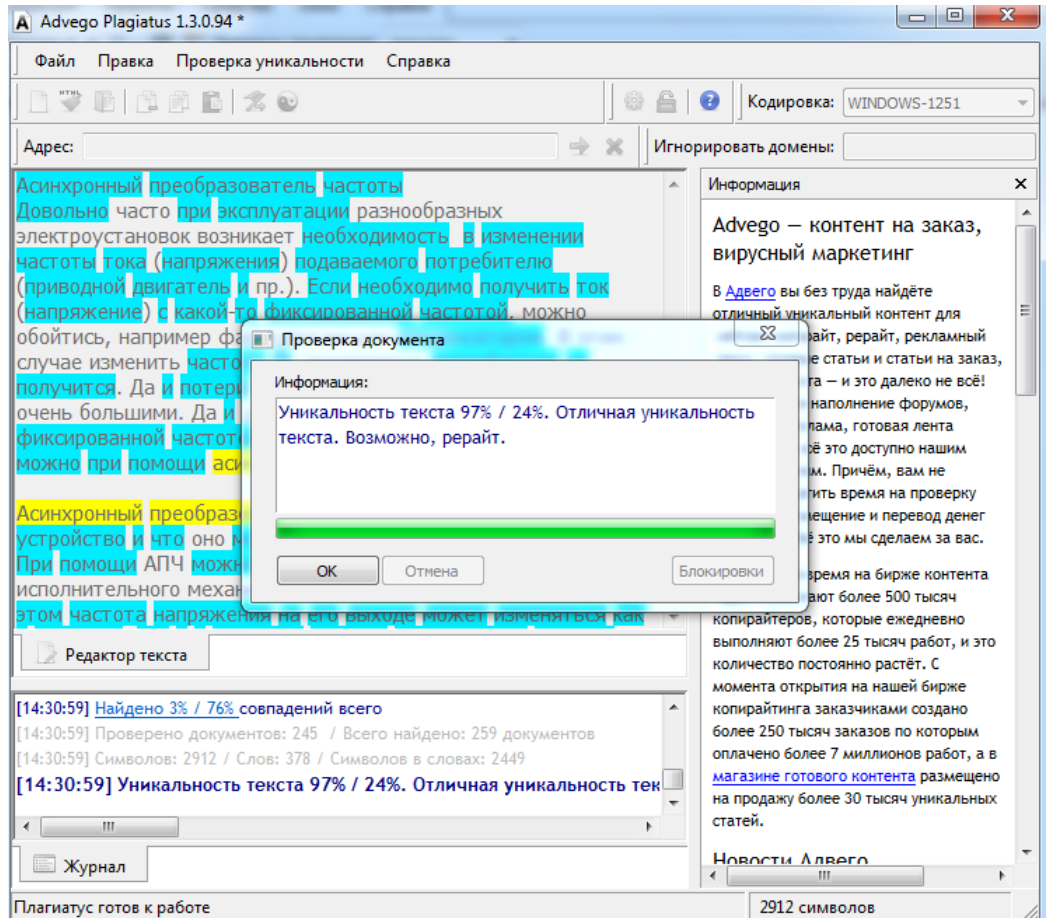 Advego Plagiatus 1.3.0.94 *
Файл Правка Проверка уникальности Справка
HTML
Кодировка: WINDOWS-1251
Адрес:
Игнорировать домены:
Асинхронный преобразователь частоты
Довольно часто при эксплуатации разнообразных
электроустановок возникает необходимость в изменении
частоты тока (напряжения) подаваемого потребителю
(приводной двигатель и пр.). Если необходимо получить ток
(напряжение) с какой-то фиксированной частотой, можно
обойтись, например
случае изменить
получится. Да и
очень большими. Да и
фиксированной
можно при помощи
Асинхронный
устройство и что оно
При помощи АПЧ
исполнительного
этом частота напряжения на его выходе может изменяться как
Редактор текста
Проверка документа
Информация:
Уникальность текста 97% / 24%. Отличная уникальность
текста. Возможно, рерайт.
ОК Отмена Блокировки
[14:30:59] Найдено 3% / 76% совпадений всего
[14:30:59] Проверено документов: 245 / Всего найдено: 259 документов
[14:30:59] Символов: 2912 / Слов: 378 / Символов в словах: 2449
[14:30:59] Уникальность текста 97% / 24%. Отличная уникальность тек
Журнал
Информация
Advego — контент на заказ,
вирусный маркетинг
В Адвего вы без труда найдёте
отличный уникальный контент для
рерайт, рекламный
статьи и статьи на заказ,
— и это далеко не всё!
наполнение форумов,
готовая лента
это доступно нашим
Причём, вам не
время на проверку
и перевод денег
это мы сделаем за вас.
время на бирже контента
более 500 тысяч
копирайтеров, которые ежедневно
выполняют более 25 тысяч работ, и это
количество постоянно растёт. С
момента открытия на нашей бирже
копирайтинга заказчиками создано
более 250 тысяч заказов по которым
оплачено более 7 миллионов работ, а в
магазине готового контента размещено
на продажу более 30 тысяч уникальных
статей.
Новости Адвего
Плагиатус готов к работе
2912 символов